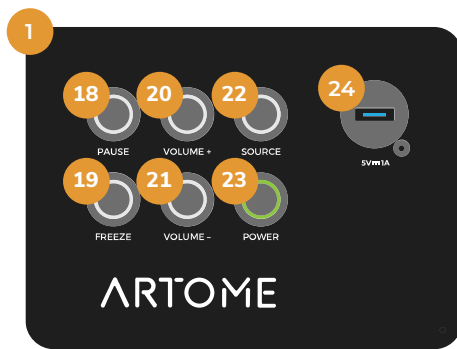 1
18 20 22 24
PAUSE VOLUME + SOURCE
5V⎓1A
19 21 23
FREEZE VOLUME – POWER
ARTOME